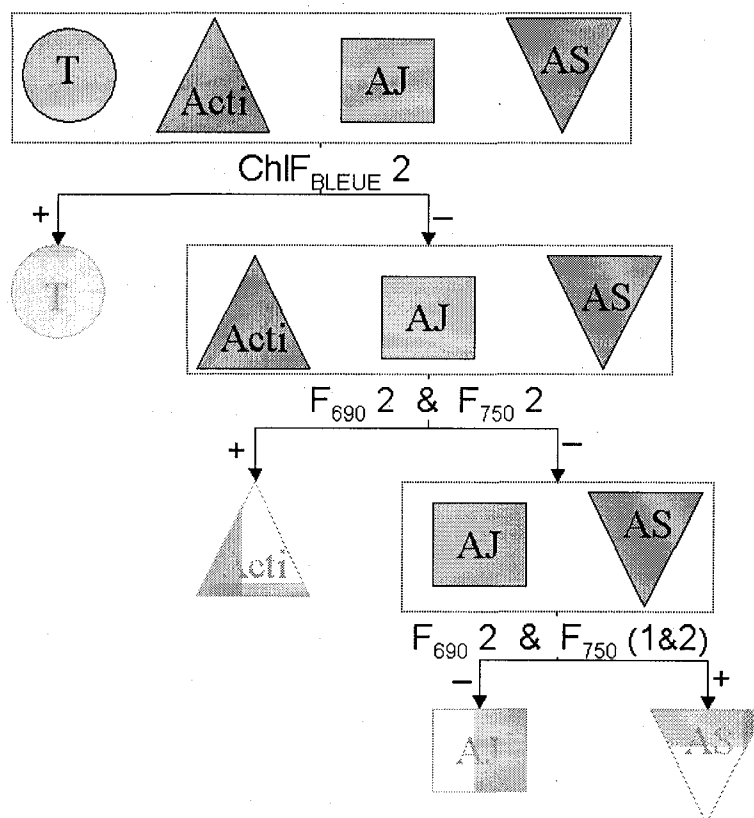 T Acti AJ AS
ChlF BLEUE 2
+ −
T Acti AJ AS
F690 2 & F750 2
+ −
Acti AJ AS
F690 2 & F750 (1&2)
− +
AJ AS